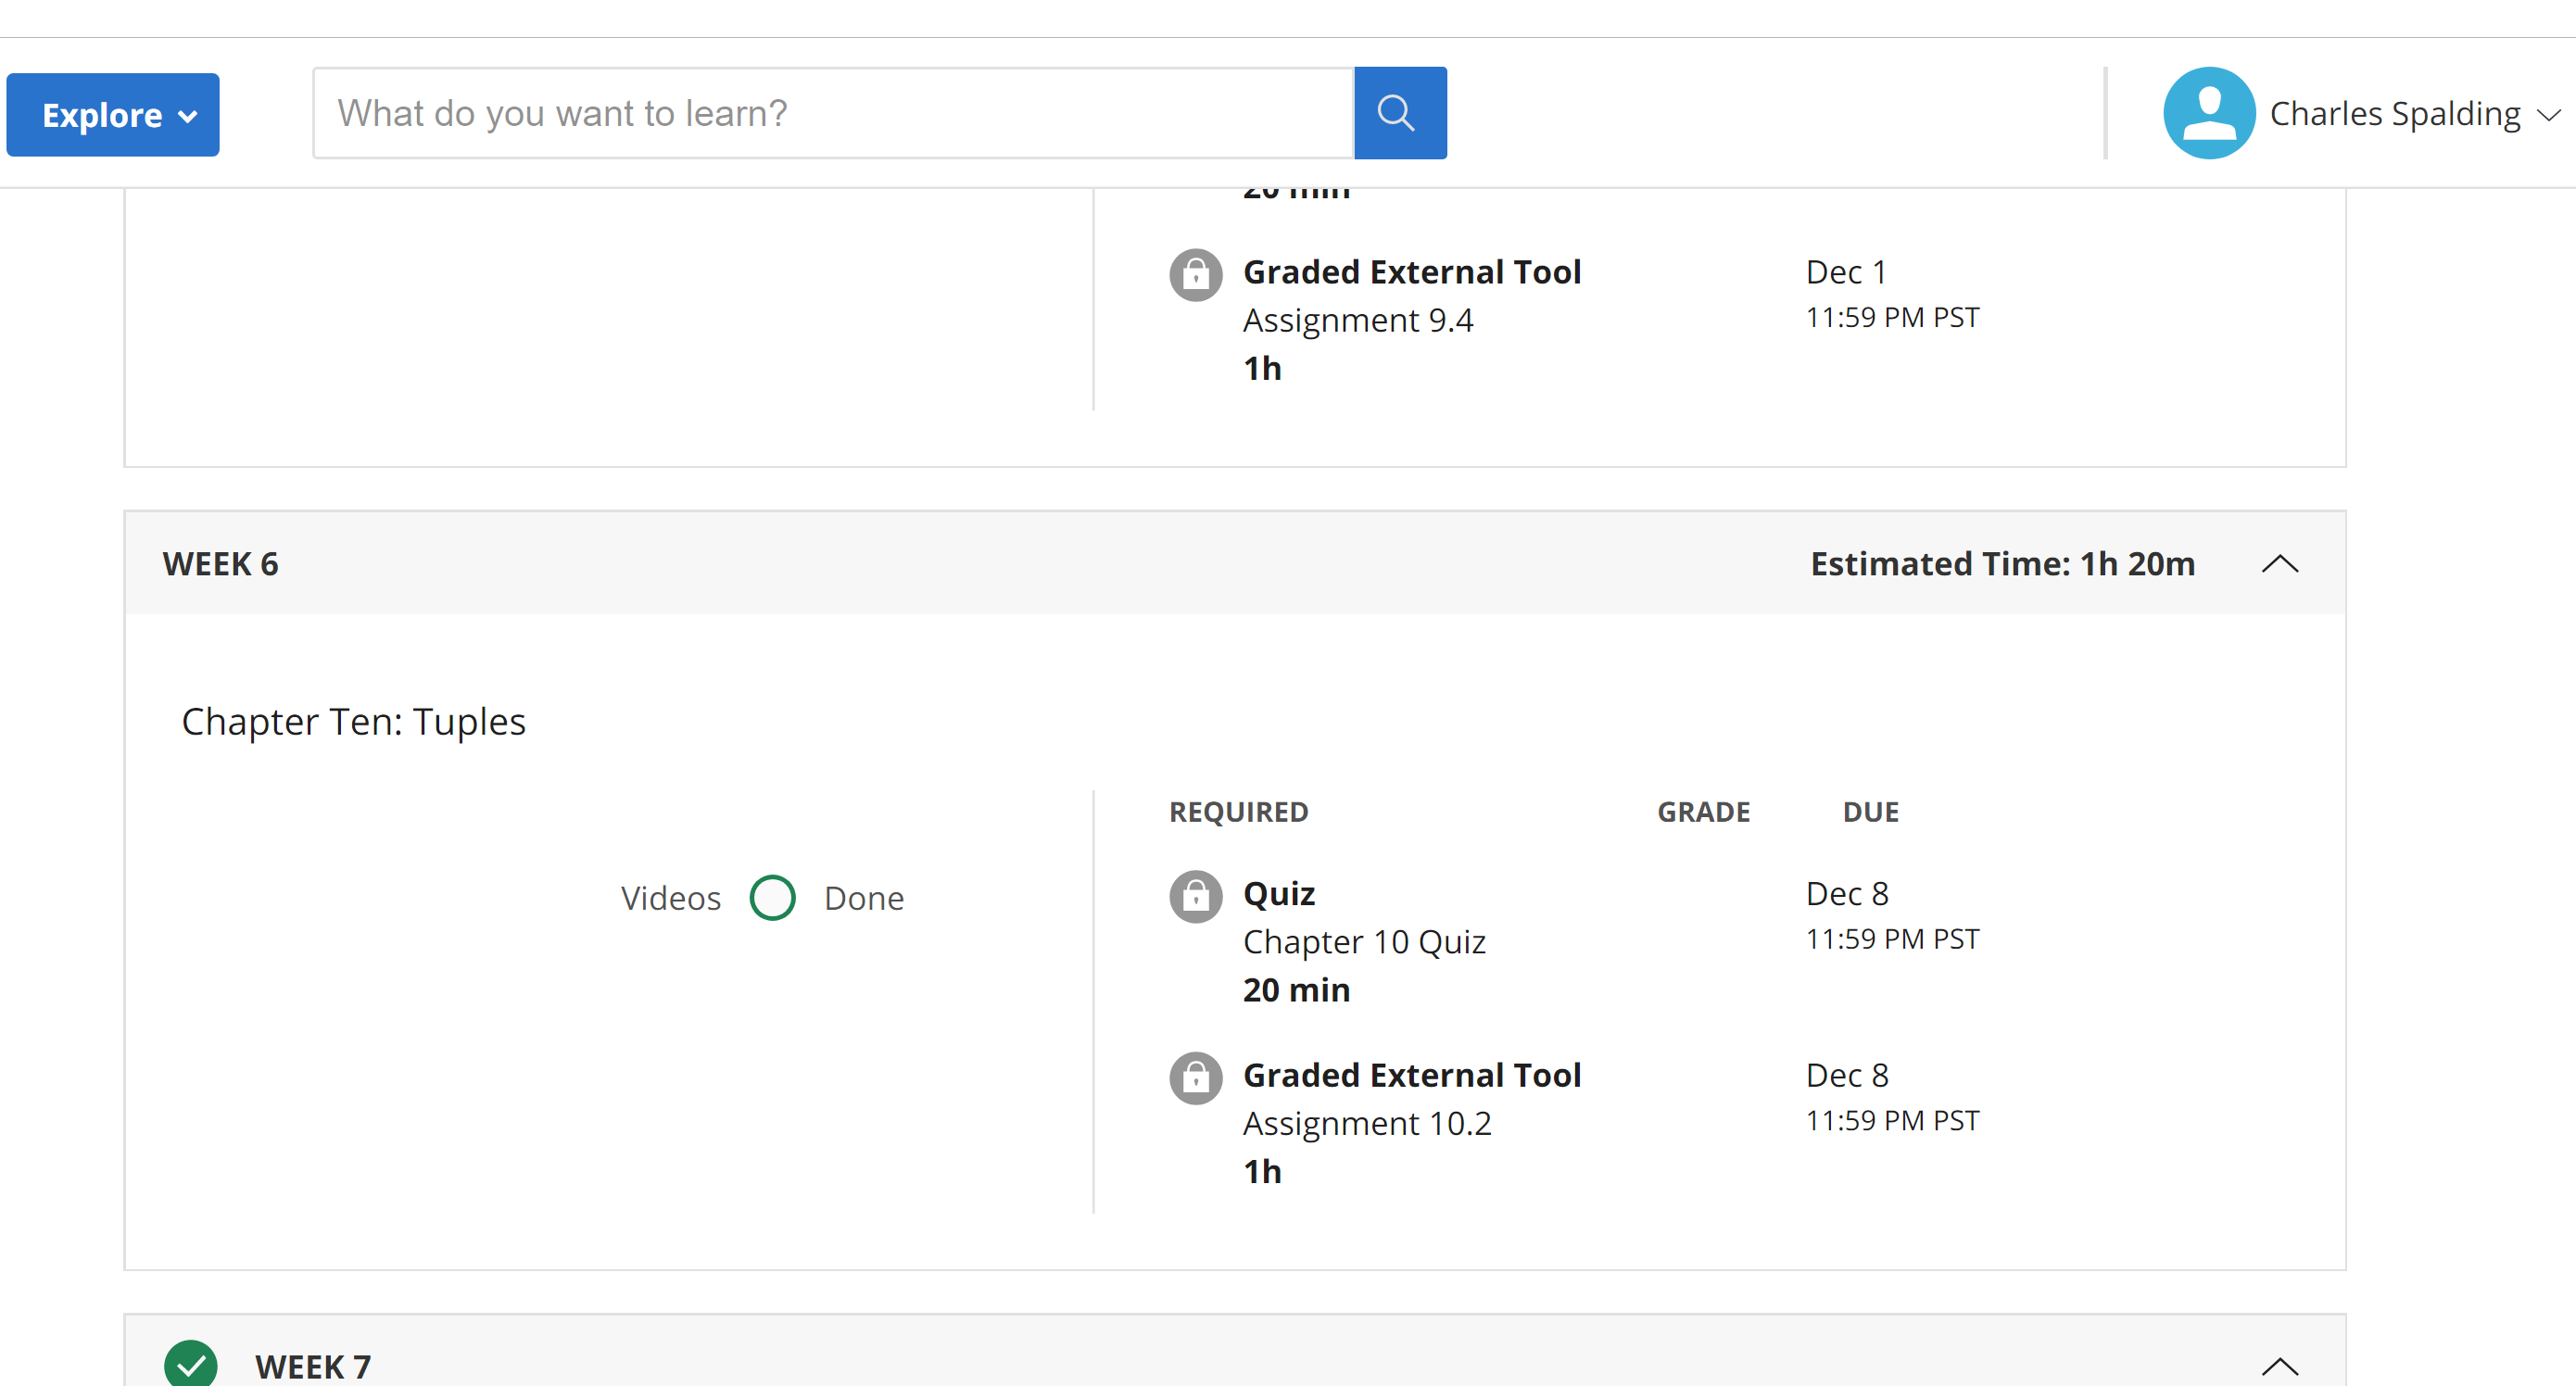 Explore
What do you want to learn?
Charles Spalding
20 min
Graded External Tool
Dec 1
Assignment 9.4
11:59 PM PST
1h
WEEK 6
Estimated Time: 1h 20m
Chapter Ten: Tuples
REQUIRED
GRADE
DUE
Videos
Done
Quiz
Dec 8
Chapter 10 Quiz
11:59 PM PST
20 min
Graded External Tool
Dec 8
Assignment 10.2
11:59 PM PST
1h
WEEK 7